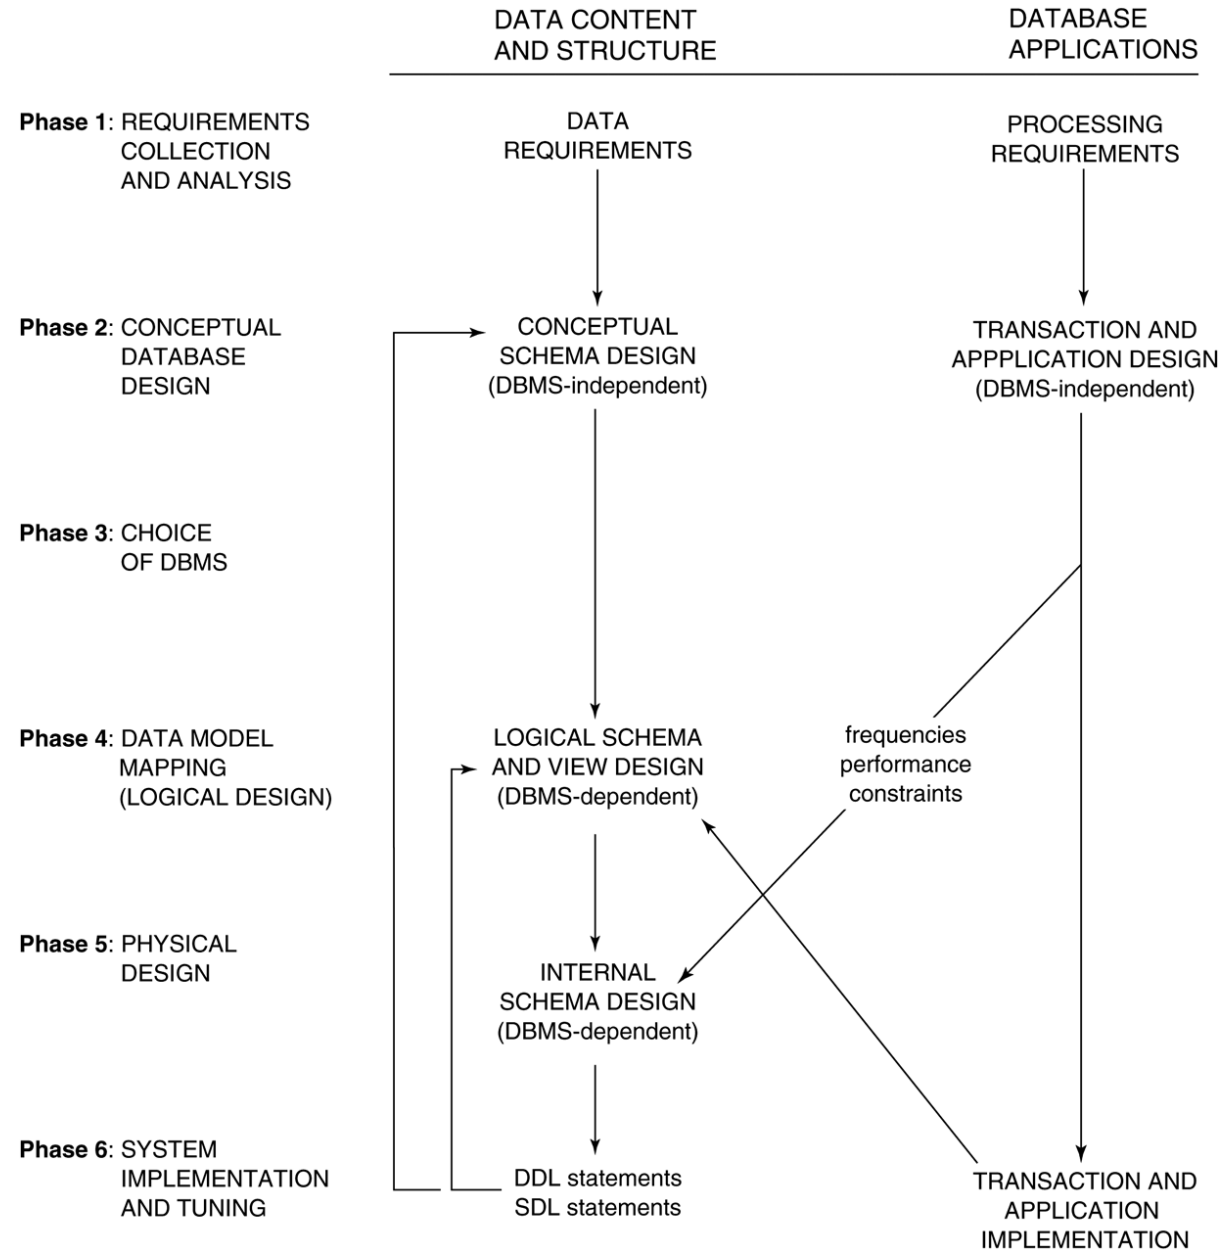 DATA CONTENT
AND STRUCTURE
DATABASE
APPLICATIONS
Phase 1: REQUIREMENTS
COLLECTION
AND ANALYSIS
DATA
REQUIREMENTS
PROCESSING
REQUIREMENTS
Phase 2: CONCEPTUAL
DATABASE
DESIGN
CONCEPTUAL
SCHEMA DESIGN
(DBMS-independent)
TRANSACTION AND
APPPLICATION DESIGN
(DBMS-independent)
Phase 3: CHOICE
OF DBMS
Phase 4: DATA MODEL
MAPPING
(LOGICAL DESIGN)
LOGICAL SCHEMA
AND VIEW DESIGN
(DBMS-dependent)
frequencies
performance
constraints
Phase 5: PHYSICAL
DESIGN
INTERNAL
SCHEMA DESIGN
(DBMS-dependent)
Phase 6: SYSTEM
IMPLEMENTATION
AND TUNING
DDL statements
SDL statements
TRANSACTION AND
APPLICATION
IMPLEMENTATION